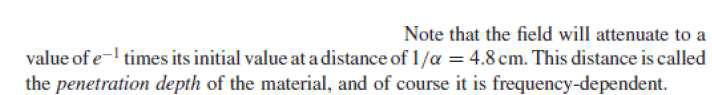 Note that the field will attenuate to a
value of e⁻¹ times its initial value at a distance of 1/α = 4.8 cm. This distance is called
the penetration depth of the material, and of course it is frequency-dependent.